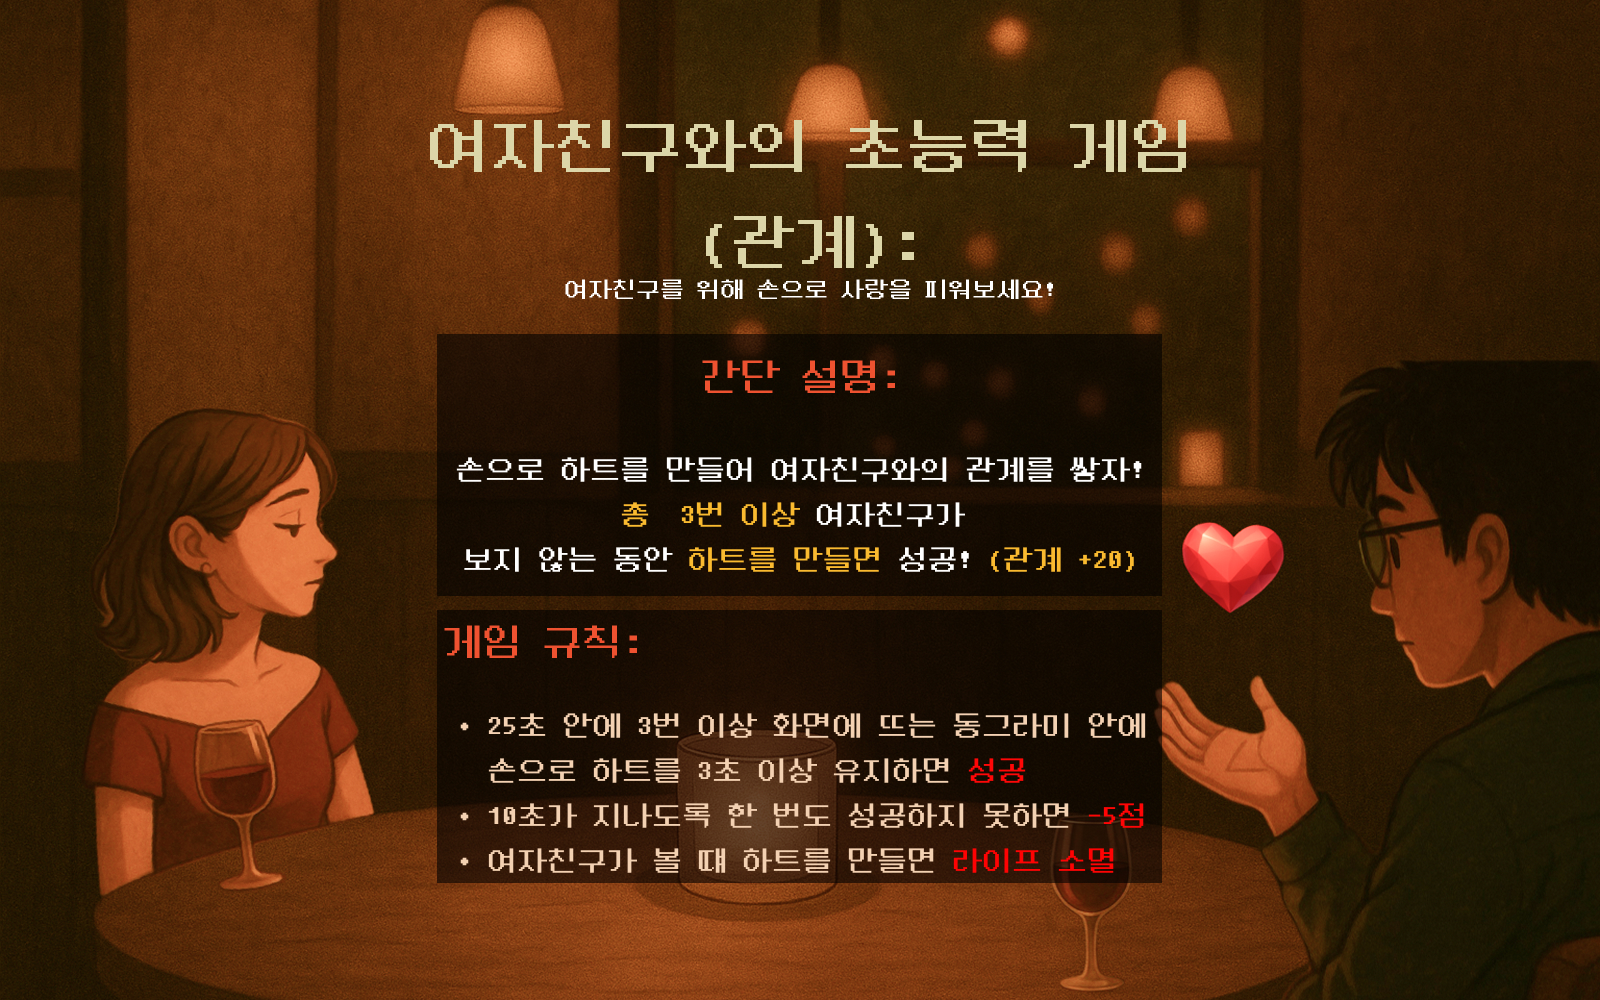 여자친구와의 초능력 게임
(관계):
여자친구를 위해 손으로 사랑을 피워보세요!
간단 설명:
손으로 하트를 만들어 여자친구와의 관계를 쌓자!
총 3번 이상 여자친구가
보지 않는 동안 하트를 만들면 성공! (관계 +20)
게임 규칙:
• 25초 안에 3번 이상 화면에 뜨는 동그라미 안에
손으로 하트를 3초 이상 유지하면 성공
• 10초가 지나도록 한 번도 성공하지 못하면 -5점
• 여자친구가 볼 떄 하트를 만들면 라이프 소멸